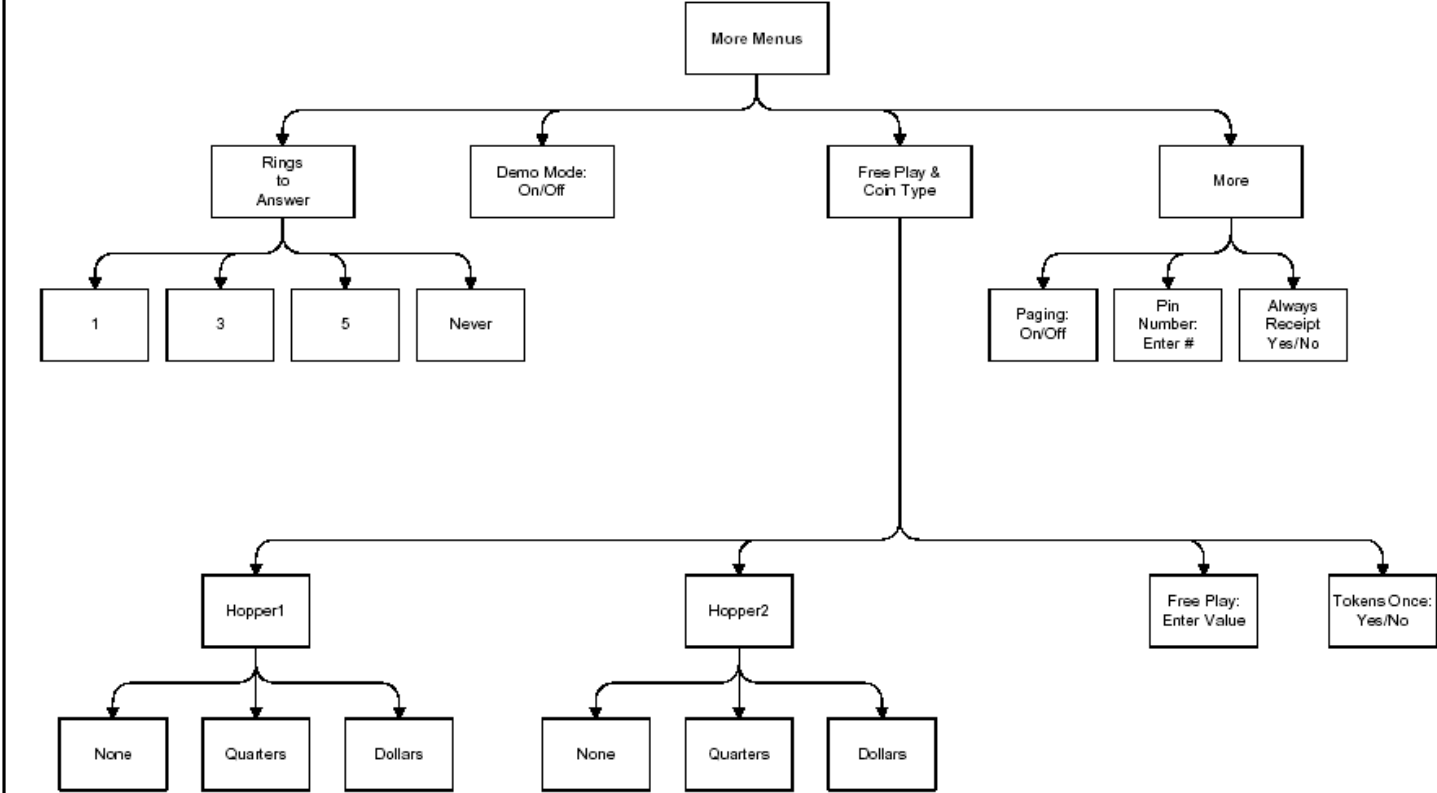 More Menus
Rings
to
Answer
Demo Mode:
On/Off
Free Play &
Coin Type
More
1
3
5
Never
Paging:
On/Off
Pin
Number:
Enter #
Always
Receipt
Yes/No
Hopper1
Hopper2
Free Play:
Enter Value
Tokens Once:
Yes/No
None
Quarters
Dollars
None
Quarters
Dollars